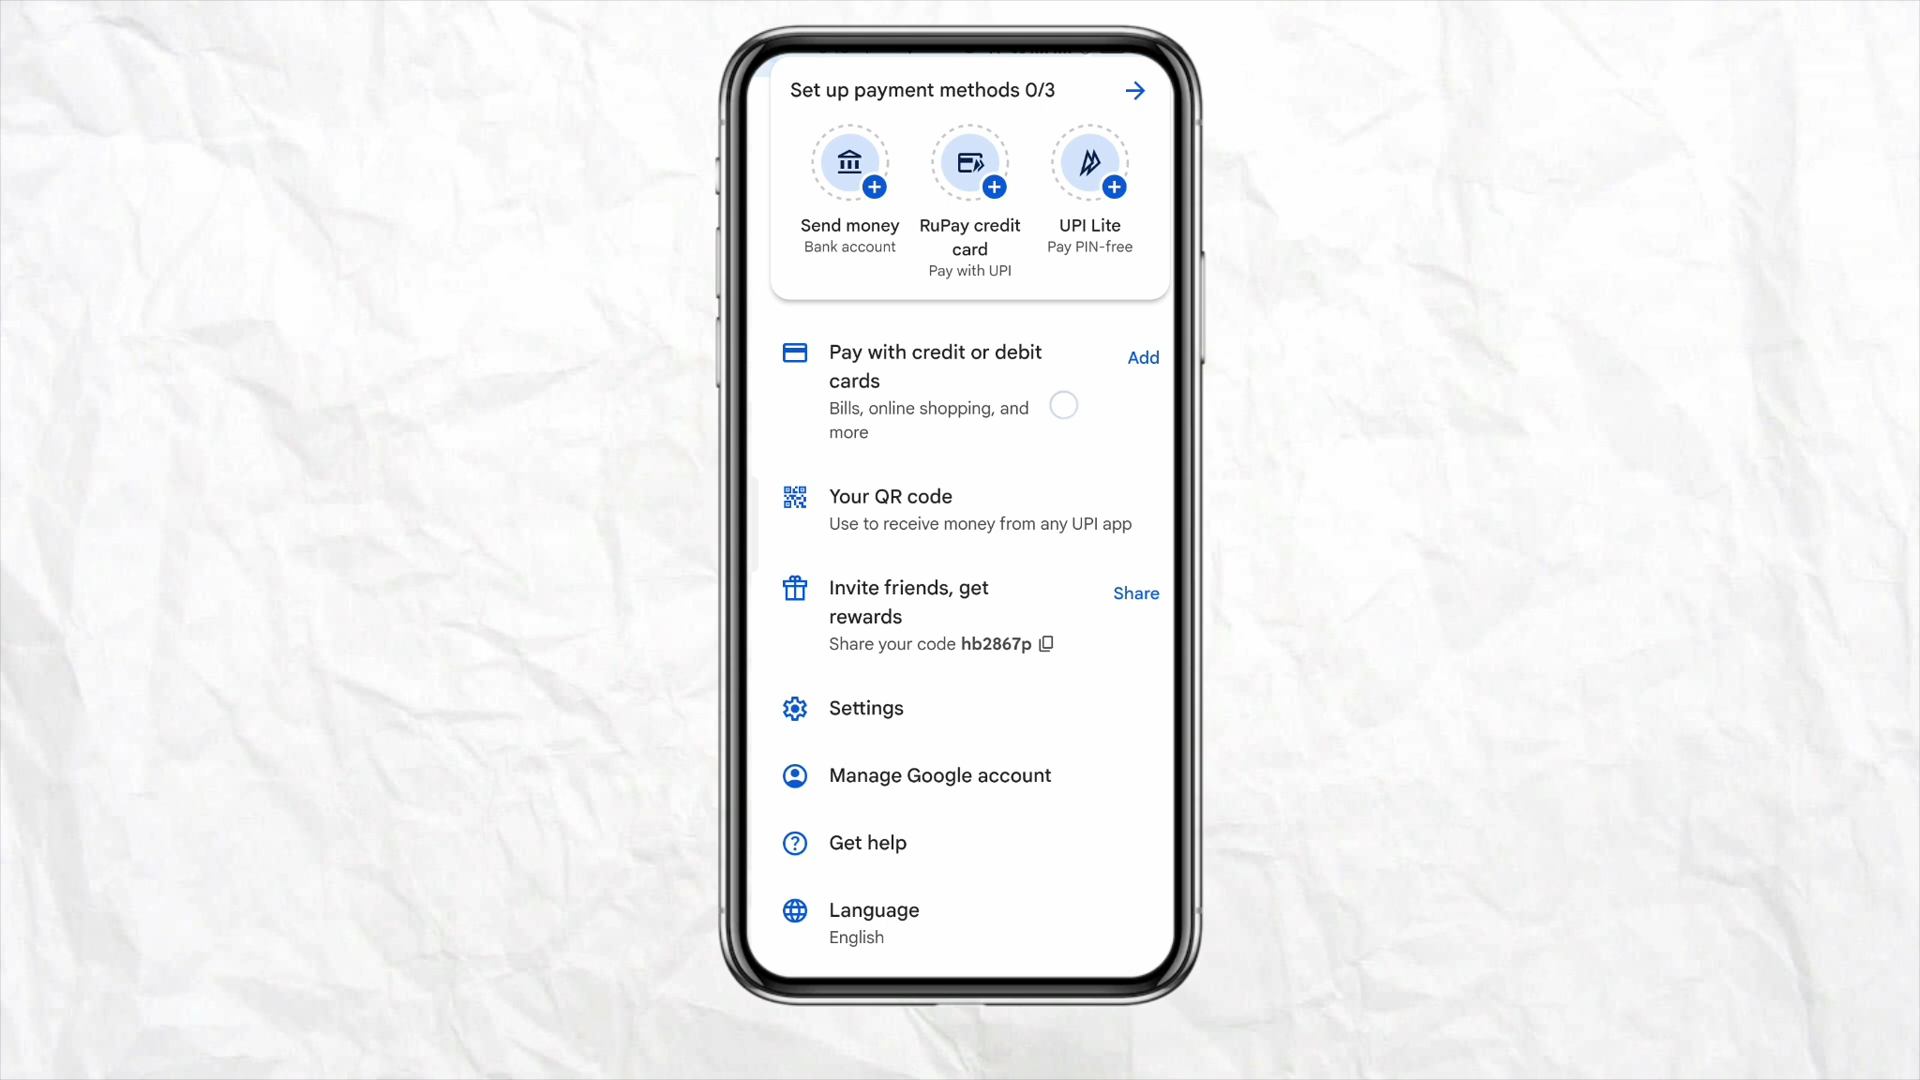 Set up payment methods 0/3
Send money
Bank account
RuPay credit
card
Pay with UPI
UPI Lite
Pay PIN-free
Pay with credit or debit
cards
Add
Bills, online shopping, and
more
Your QR code
Use to receive money from any UPI app
Invite friends, get
rewards
Share
Share your code hb2867p
Settings
Manage Google account
Get help
Language
English